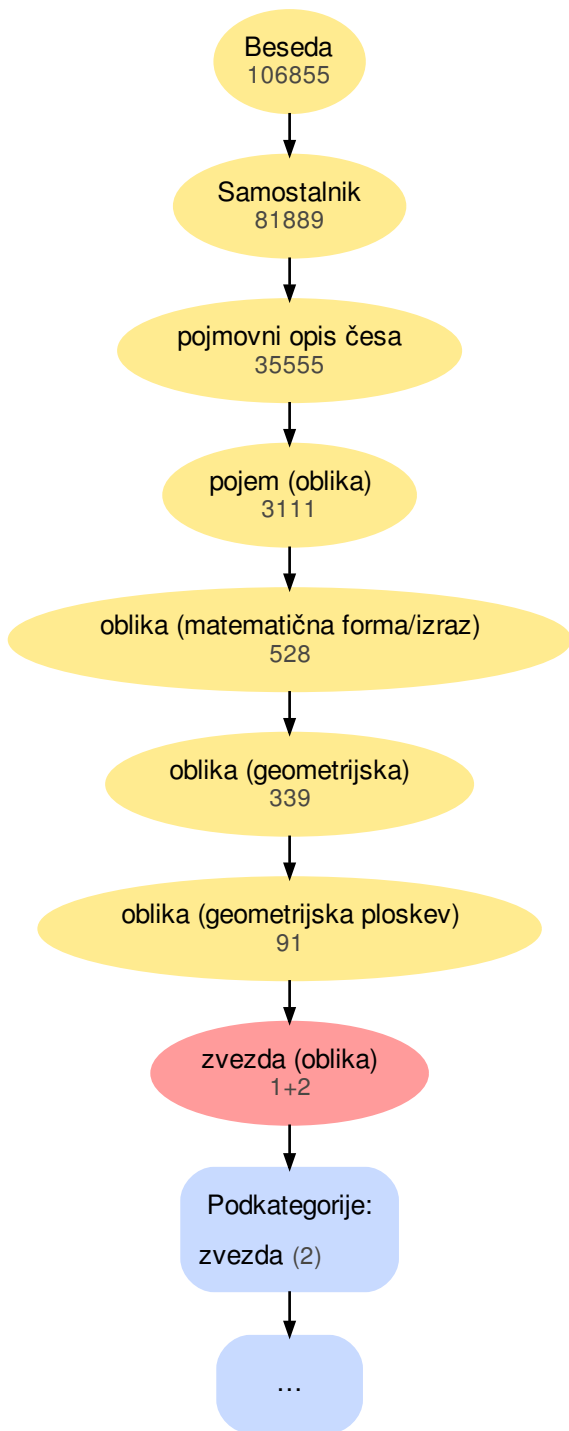 Beseda
106855
Samostalnik
81889
pojmovni opis česa
35555
pojem (oblika)
3111
oblika (matematična forma/izraz)
528
oblika (geometrijska)
339
oblika (geometrijska ploskev)
91
zvezda (oblika)
1+2
Podkategorije:
zvezda (2)
…